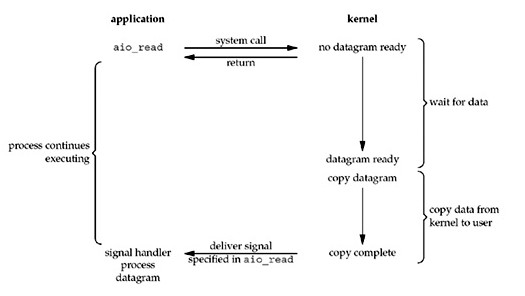 application
kernel
aio_read
system call
no datagram ready
return
wait for data
process continues
executing
datagram ready
copy datagram
copy data from
kernel to user
signal handler
process
datagram
deliver signal
specified in aio_read
copy complete